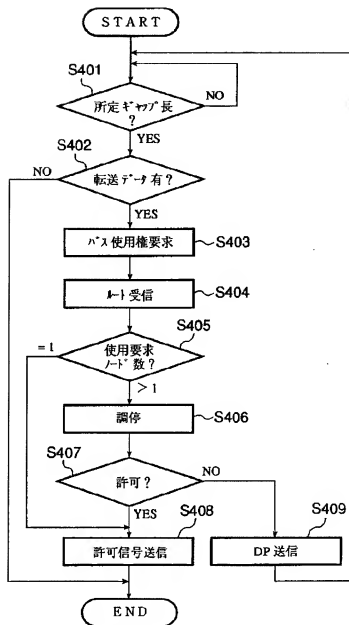 START
S401
所定ギャップ長
?
NO
YES
S402
NO
転送データ有?
YES
バス使用権要求
S403
ルート受信
S404
S405
使用要求
ノード数?
=1
>1
調停
S406
S407
許可?
NO
YES
S408
S409
許可信号送信
DP送信
END